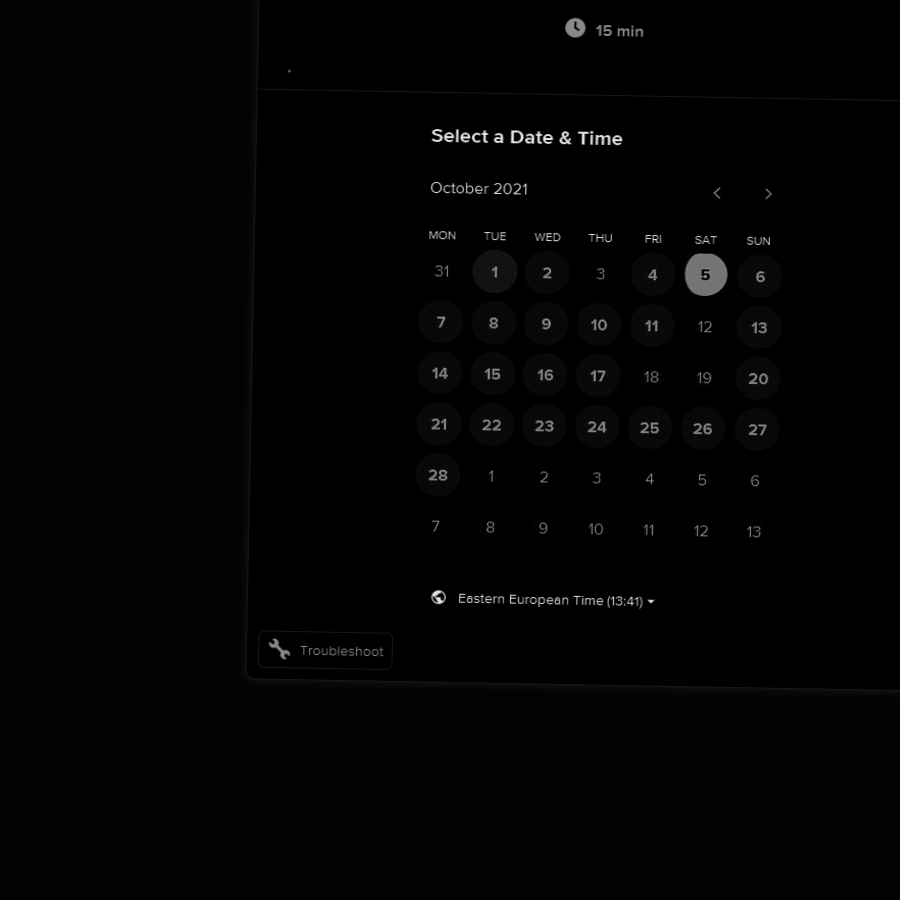 15 min
Select a Date & Time
October 2021
MON TUE WED THU FRI SAT SUN
31 1 2 3 4 5 6
7 8 9 10 11 12 13
14 15 16 17 18 19 20
21 22 23 24 25 26 27
28 1 2 3 4 5 6
7 8 9 10 11 12 13
Eastern European Time (13:41)
Troubleshoot